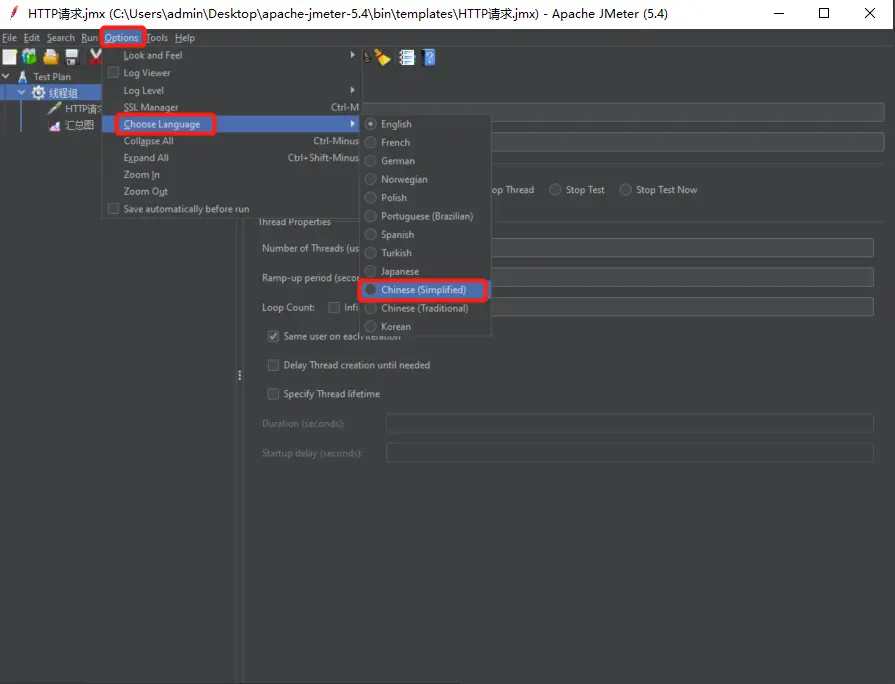 HTTP请求.jmx (C:\Users\admin\Desktop\apache-jmeter-5.4\bin\templates\HTTP请求.jmx) - Apache JMeter (5.4)
File Edit Search Run Options Tools Help
Look and Feel
Log Viewer
Log Level
SSL Manager Ctrl-M
Choose Language
Collapse All Ctrl-Minus
Expand All Ctrl+Shift-Minus
Zoom In
Zoom Out
Save automatically before run
English
French
German
Norwegian
Polish
Portuguese (Brazilian)
Spanish
Turkish
Japanese
Chinese (Simplified)
Chinese (Traditional)
Korean
Test Plan
线程组
HTTP请求
汇总图
op Thread Stop Test Stop Test Now
Thread Properties
Number of Threads (us
Ramp-up period (secon
Loop Count: Infi
Same user on each iteration
Delay Thread creation until needed
Specify Thread lifetime
Duration (seconds):
Startup delay (seconds):